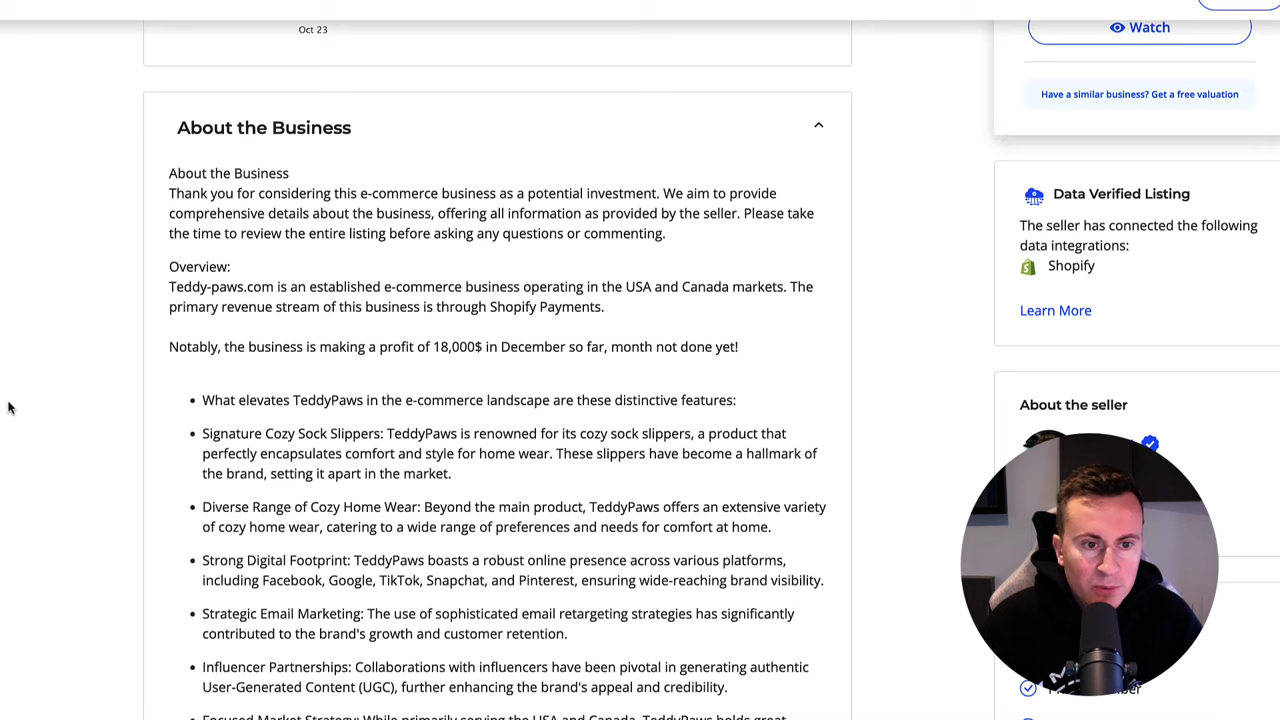 Oct 23
Watch
Have a similar business? Get a free valuation
About the Business
About the Business
Thank you for considering this e-commerce business as a potential investment. We aim to provide
comprehensive details about the business, offering all information as provided by the seller. Please take
the time to review the entire listing before asking any questions or commenting.
Overview:
Teddy-paws.com is an established e-commerce business operating in the USA and Canada markets. The
primary revenue stream of this business is through Shopify Payments.
Notably, the business is making a profit of 18,000$ in December so far, month not done yet!
• What elevates TeddyPaws in the e-commerce landscape are these distinctive features:
• Signature Cozy Sock Slippers: TeddyPaws is renowned for its cozy sock slippers, a product that
perfectly encapsulates comfort and style for home wear. These slippers have become a hallmark of
the brand, setting it apart in the market.
• Diverse Range of Cozy Home Wear: Beyond the main product, TeddyPaws offers an extensive variety
of cozy home wear, catering to a wide range of preferences and needs for comfort at home.
• Strong Digital Footprint: TeddyPaws boasts a robust online presence across various platforms,
including Facebook, Google, TikTok, Snapchat, and Pinterest, ensuring wide-reaching brand visibility.
• Strategic Email Marketing: The use of sophisticated email retargeting strategies has significantly
contributed to the brand's growth and customer retention.
• Influencer Partnerships: Collaborations with influencers have been pivotal in generating authentic
User-Generated Content (UGC), further enhancing the brand's appeal and credibility.
• Focused Market Strategy: While primarily serving the USA and Canada, TeddyPaws holds great
Data Verified Listing
The seller has connected the following
data integrations:
Shopify
Learn More
About the seller